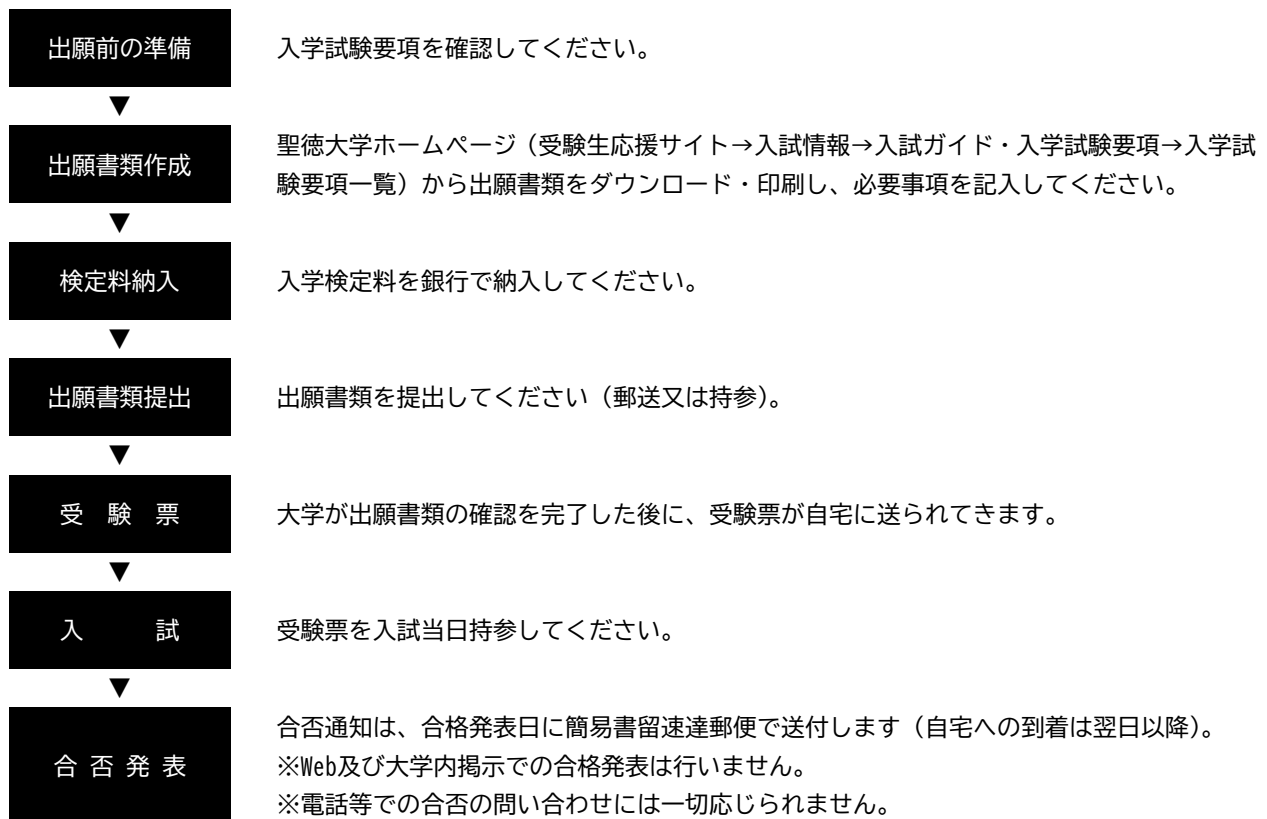 出願前の準備
入学試験要項を確認してください。
▼
出願書類作成
聖徳大学ホームページ（受験生応援サイト→入試情報→入試ガイド・入学試験要項→入学試
験要項一覧）から出願書類をダウンロード・印刷し、必要事項を記入してください。
▼
検定料納入
入学検定料を銀行で納入してください。
▼
出願書類提出
出願書類を提出してください（郵送又は持参）。
▼
受　験　票
大学が出願書類の確認を完了した後に、受験票が自宅に送られてきます。
▼
入　　　試
受験票を入試当日持参してください。
▼
合 否 発 表
合否通知は、合格発表日に簡易書留速達郵便で送付します（自宅への到着は翌日以降）。
※Web及び大学内掲示での合格発表は行いません。
※電話等での合否の問い合わせには一切応じられません。